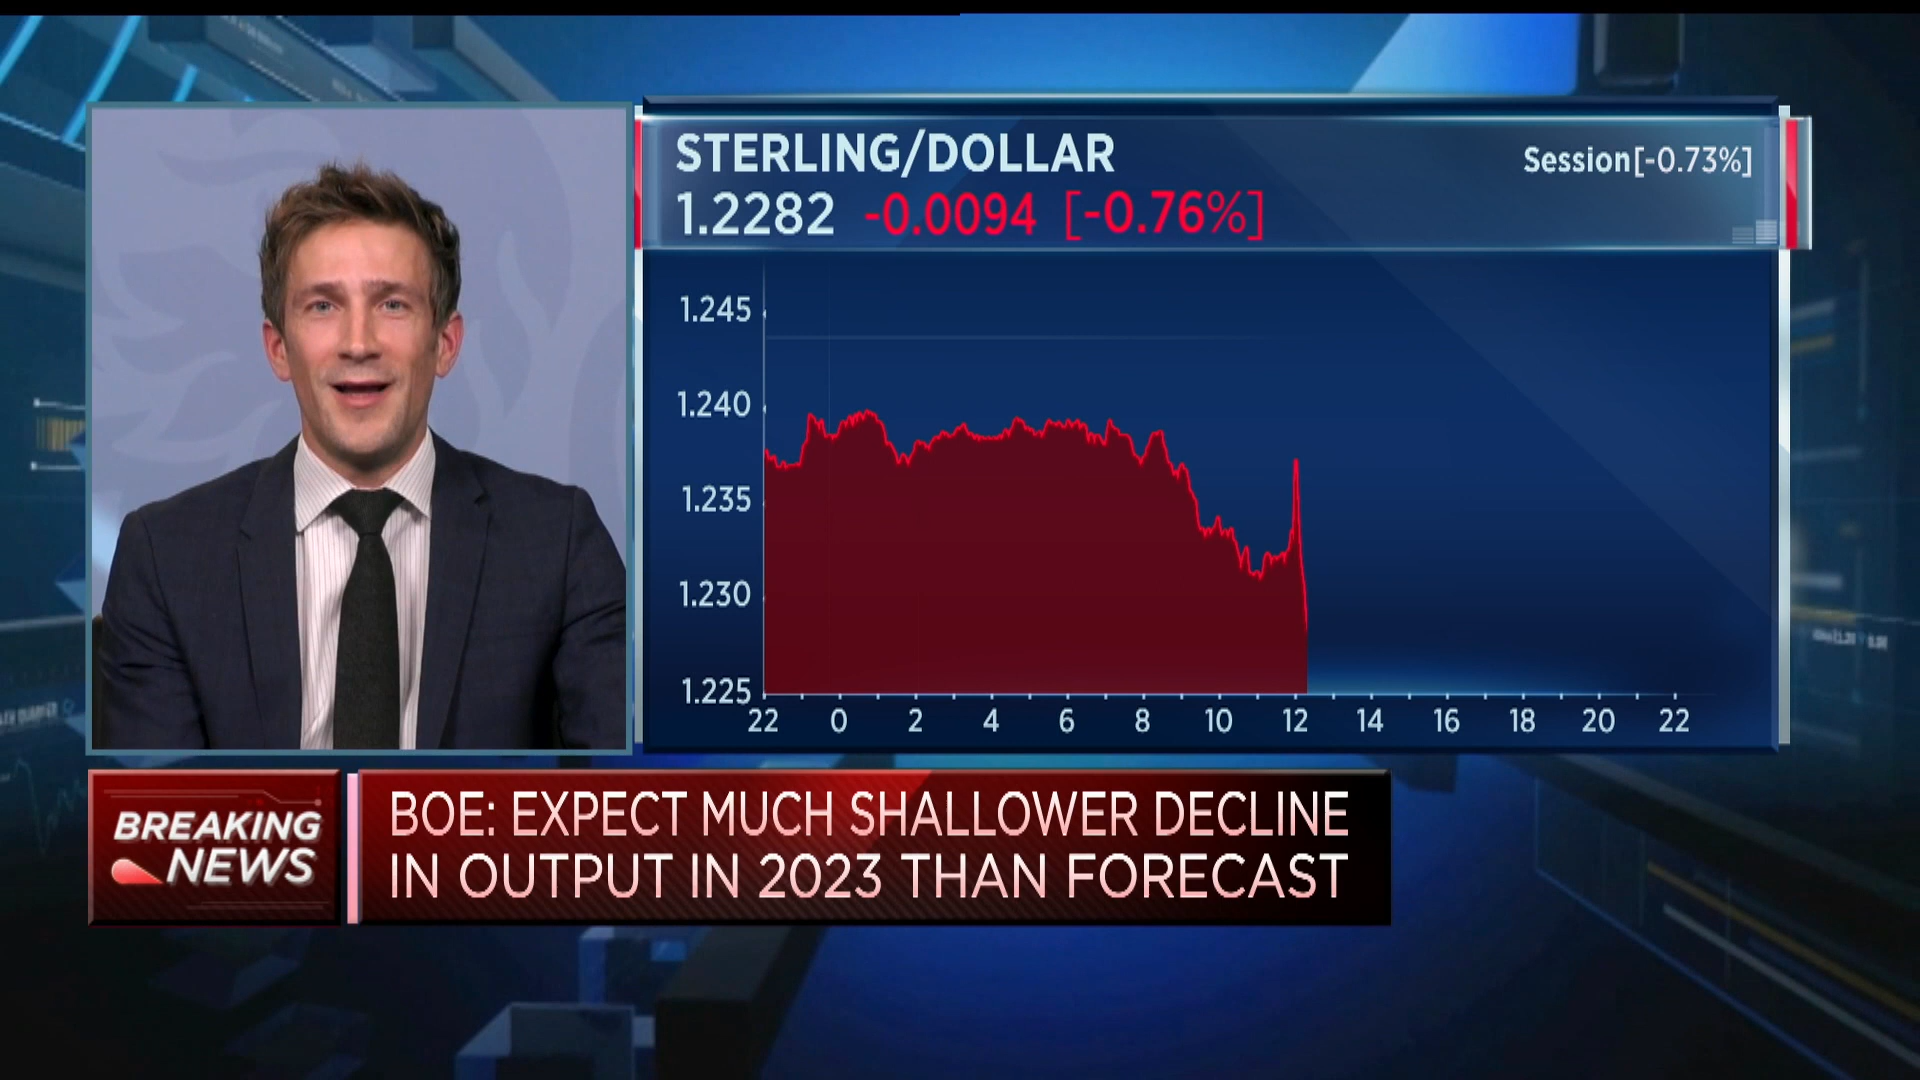 STERLING/DOLLAR
Session[-0.73%]
1.2282 -0.0094 [-0.76%]
1.245
1.240
1.235
1.230
1.225
22 0 2 4 6 8 10 12 14 16 18 20 22
BREAKING
NEWS
BOE: EXPECT MUCH SHALLOWER DECLINE
IN OUTPUT IN 2023 THAN FORECAST